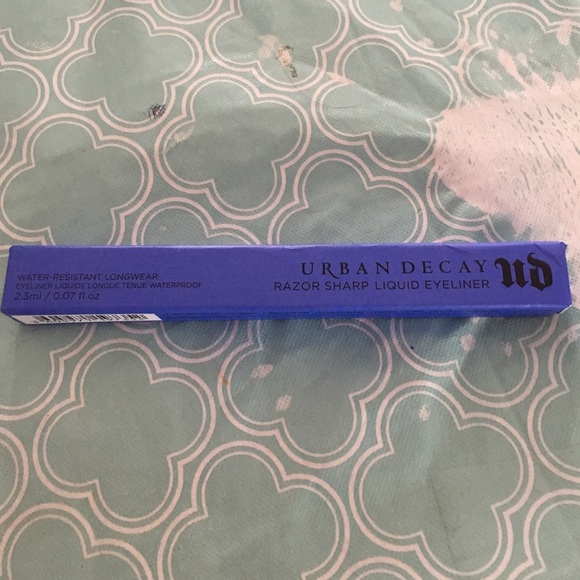 WATER-RESISTANT LONGWEAR
EYELINER LIQUIDE LONGUE TENUE WATERPROOF
2.3ml / 0.07 fl oz
URBAN DECAY
RAZOR SHARP LIQUID EYELINER
UD